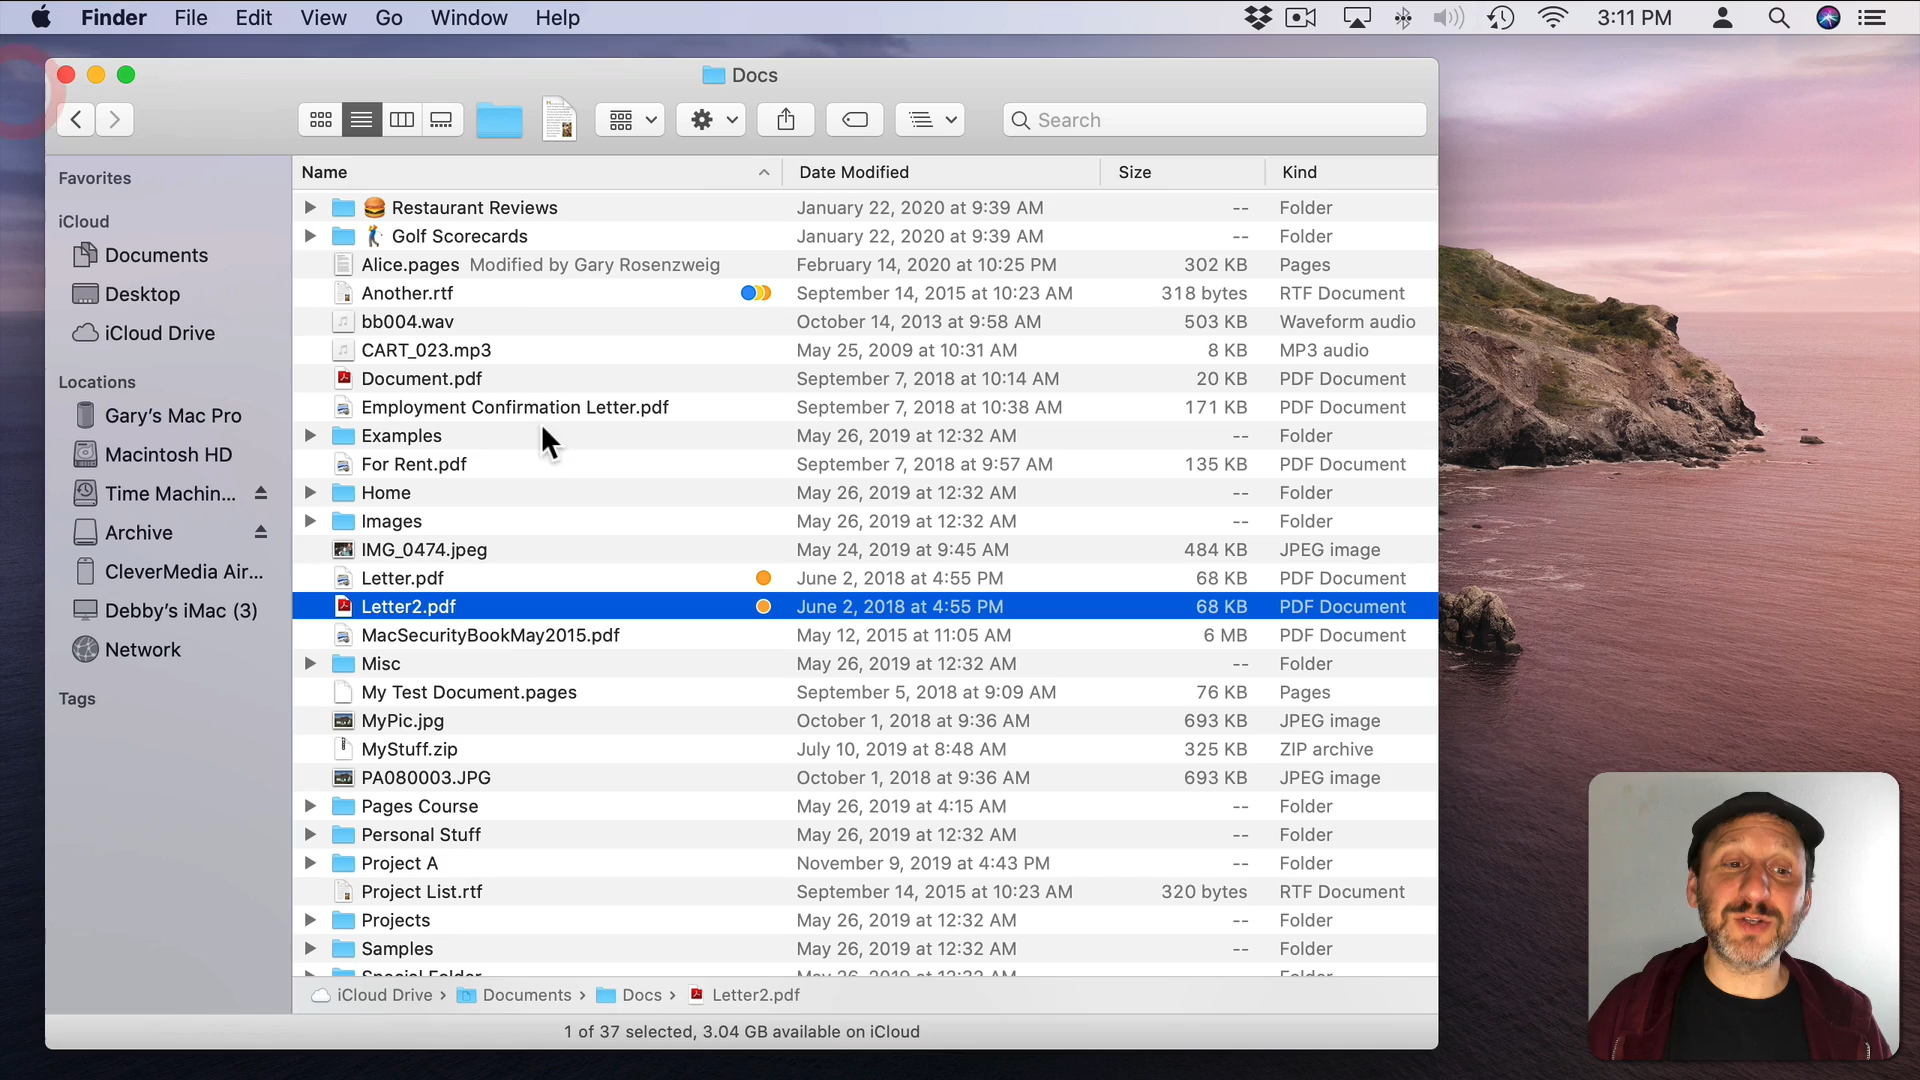 Finder File Edit View Go Window Help 3:11 PM
Docs
Search
Favorites
iCloud
Documents
Desktop
iCloud Drive
Locations
Gary's Mac Pro
Macintosh HD
Time Machin...
Archive
CleverMedia Air...
Debby's iMac (3)
Network
Tags
Name Date Modified Size Kind
Restaurant Reviews January 22, 2020 at 9:39 AM -- Folder
Golf Scorecards January 22, 2020 at 9:39 AM -- Folder
Alice.pages Modified by Gary Rosenzweig February 14, 2020 at 10:25 PM 302 KB Pages
Another.rtf September 14, 2015 at 10:23 AM 318 bytes RTF Document
bb004.wav October 14, 2013 at 9:58 AM 503 KB Waveform audio
CART_023.mp3 May 25, 2009 at 10:31 AM 8 KB MP3 audio
Document.pdf September 7, 2018 at 10:14 AM 20 KB PDF Document
Employment Confirmation Letter.pdf September 7, 2018 at 10:38 AM 171 KB PDF Document
Examples May 26, 2019 at 12:32 AM -- Folder
For Rent.pdf September 7, 2018 at 9:57 AM 135 KB PDF Document
Home May 26, 2019 at 12:32 AM -- Folder
Images May 26, 2019 at 12:32 AM -- Folder
IMG_0474.jpeg May 24, 2019 at 9:45 AM 484 KB JPEG image
Letter.pdf June 2, 2018 at 4:55 PM 68 KB PDF Document
Letter2.pdf June 2, 2018 at 4:55 PM 68 KB PDF Document
MacSecurityBookMay2015.pdf May 12, 2015 at 11:05 AM 6 MB PDF Document
Misc May 26, 2019 at 12:32 AM -- Folder
My Test Document.pages September 5, 2018 at 9:09 AM 76 KB Pages
MyPic.jpg October 1, 2018 at 9:36 AM 693 KB JPEG image
MyStuff.zip July 10, 2019 at 8:48 AM 325 KB ZIP archive
PA080003.JPG October 1, 2018 at 9:36 AM 693 KB JPEG image
Pages Course May 26, 2019 at 4:15 AM -- Folder
Personal Stuff May 26, 2019 at 12:32 AM -- Folder
Project A November 9, 2019 at 4:43 PM -- Folder
Project List.rtf September 14, 2015 at 10:23 AM 320 bytes RTF Document
Projects May 26, 2019 at 12:32 AM -- Folder
Samples May 26, 2019 at 12:32 AM -- Folder
Special Folder May 26, 2019 at 12:32 AM -- Folder
iCloud Drive › Documents › Docs › Letter2.pdf
1 of 37 selected, 3.04 GB available on iCloud